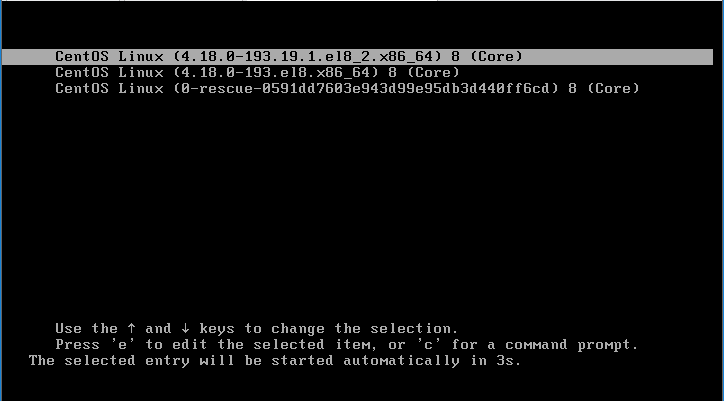 CentOS Linux (4.18.0-193.19.1.el8_2.x86_64) 8 (Core)
CentOS Linux (4.18.0-193.el8.x86_64) 8 (Core)
CentOS Linux (0-rescue-0591dd7603e943d99e95db3d440ff6cd) 8 (Core)
Use the ↑ and ↓ keys to change the selection.
Press 'e' to edit the selected item, or 'c' for a command prompt.
The selected entry will be started automatically in 3s.